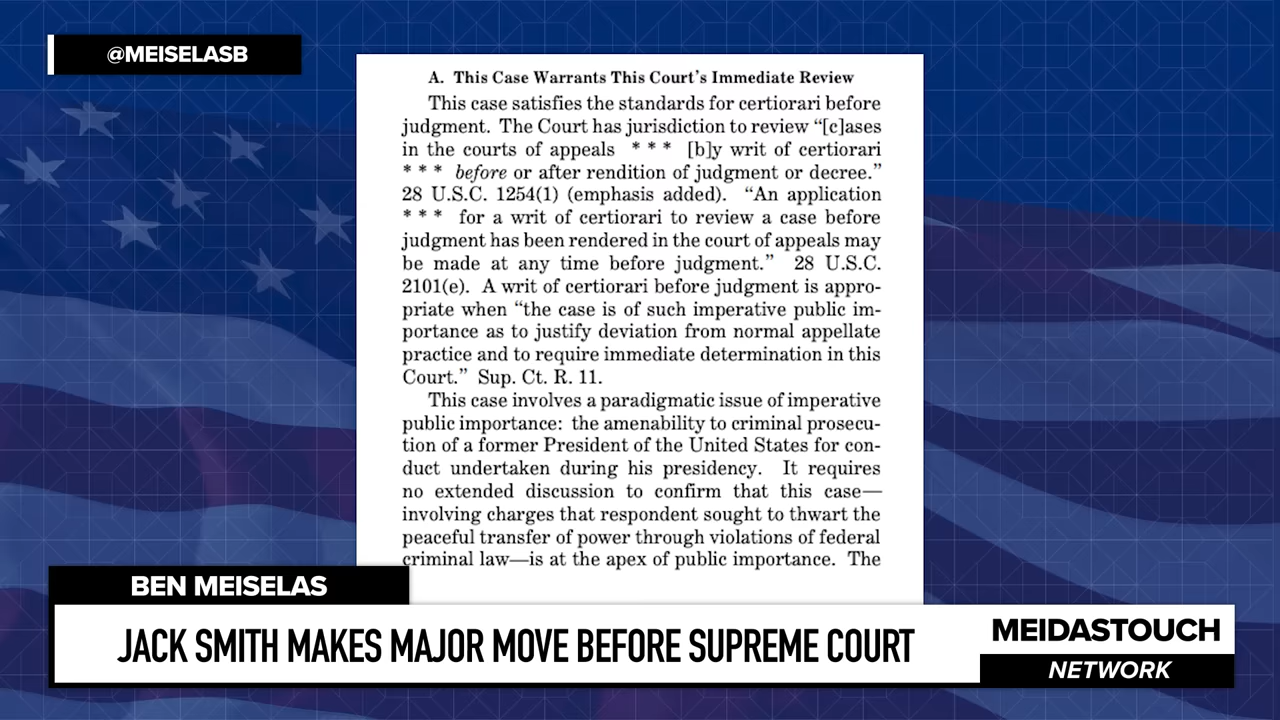 @MEISELASB
A. This Case Warrants This Court's Immediate Review
This case satisfies the standards for certiorari before
judgment. The Court has jurisdiction to review “[c]ases
in the courts of appeals * * * [b]y writ of certiorari
* * * before or after rendition of judgment or decree.”
28 U.S.C. 1254(1) (emphasis added). “An application
* * * for a writ of certiorari to review a case before
judgment has been rendered in the court of appeals may
be made at any time before judgment.” 28 U.S.C.
2101(e). A writ of certiorari before judgment is appro-
priate when “the case is of such imperative public im-
portance as to justify deviation from normal appellate
practice and to require immediate determination in this
Court.” Sup. Ct. R. 11.
This case involves a paradigmatic issue of imperative
public importance: the amenability to criminal prosecu-
tion of a former President of the United States for con-
duct undertaken during his presidency. It requires
no extended discussion to confirm that this case—
involving charges that respondent sought to thwart the
peaceful transfer of power through violations of federal
criminal law—is at the apex of public importance. The
BEN MEISELAS
JACK SMITH MAKES MAJOR MOVE BEFORE SUPREME COURT
MEIDASTOUCH
NETWORK